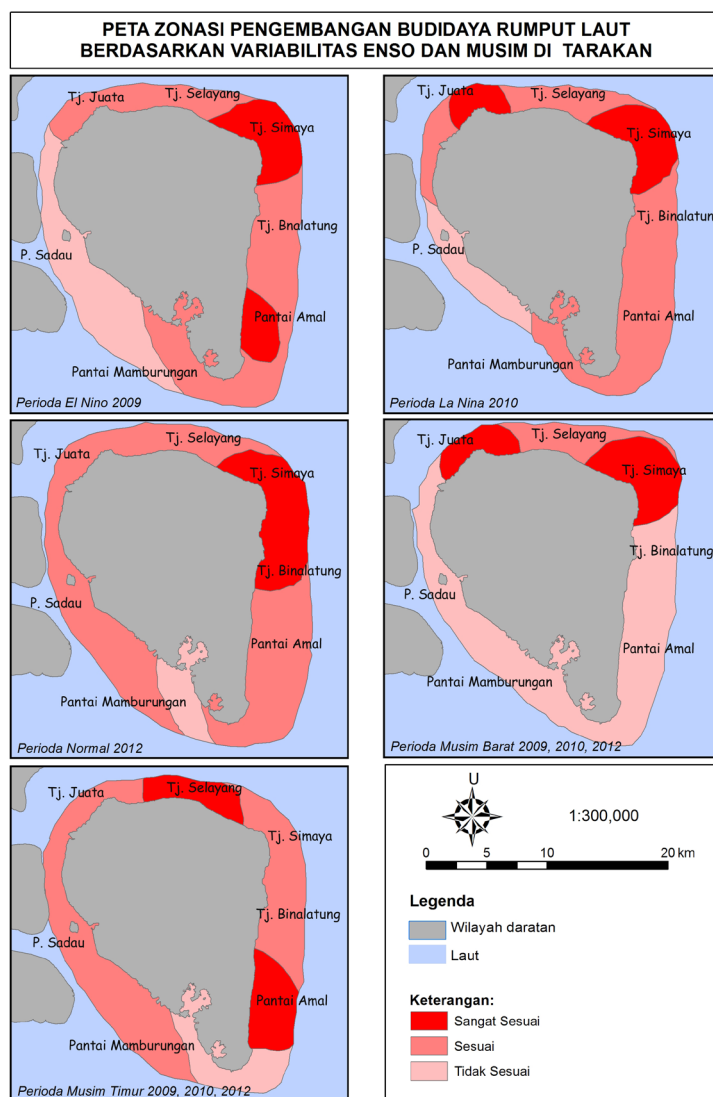 PETA ZONASI PENGEMBANGAN BUDIDAYA RUMPUT LAUT
BERDASARKAN VARIABILITAS ENSO DAN MUSIM DI TARAKAN
Tj. Juata
Tj. Selayang
Tj. Simaya
Tj. Bnalatung
P. Sadau
Pantai Amal
Pantai Mamburungan
Perioda El Nino 2009
Tj. Juata
Tj. Selayang
Tj. Simaya
Tj. Binalatung
P. Sadau
Pantai Amal
Pantai Mamburungan
Perioda La Nina 2010
Tj. Selayang
Tj. Juata
Tj. Simaya
Tj. Binalatung
P. Sadau
Pantai Amal
Pantai Mamburungan
Perioda Normal 2012
Tj. Juata
Tj. Selayang
Tj. Simaya
Tj. Binalatung
P. Sadau
Pantai Amal
Pantai Mamburungan
Perioda Musim Barat 2009, 2010, 2012
Tj. Juata
Tj. Selayang
Tj. Simaya
Tj. Binalatung
P. Sadau
Pantai Amal
Pantai Mamburungan
Perioda Musim Timur 2009, 2010, 2012
U
1:300,000
0 5 10 20 km
Legenda
Wilayah daratan
Laut
Keterangan:
Sangat Sesuai
Sesuai
Tidak Sesuai